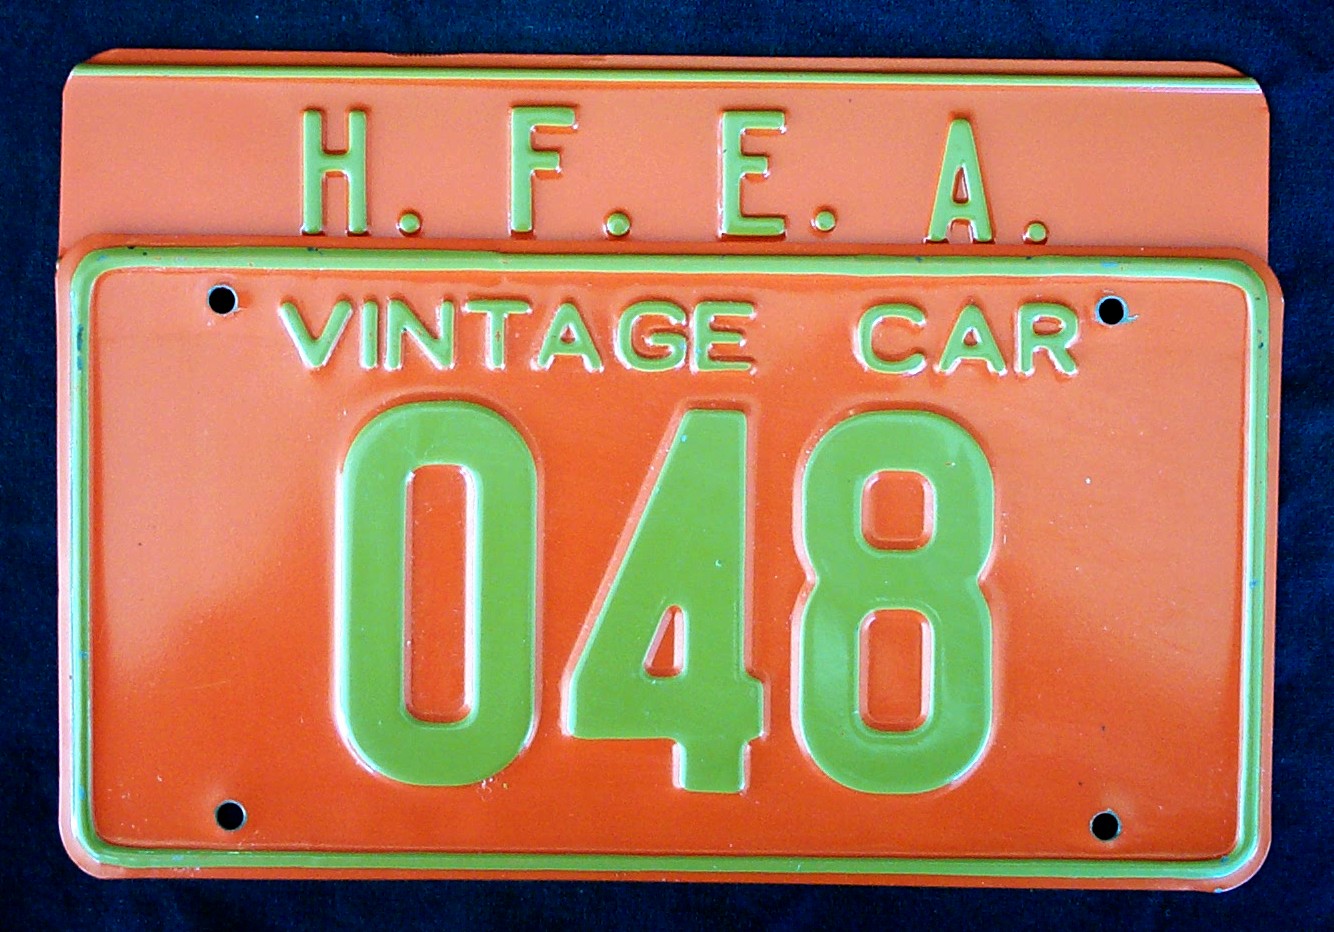 H. F. E. A.
VINTAGE CAR
048